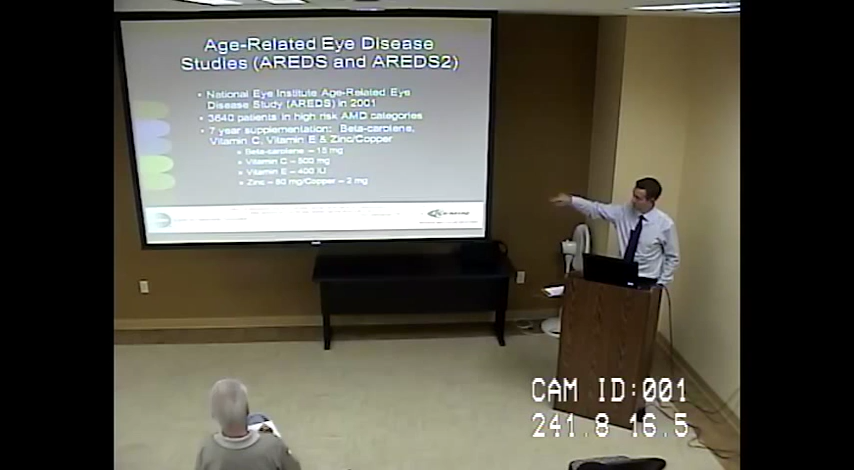 Age-Related Eye Disease
Studies (AREDS and AREDS2)
• National Eye Institute Age-Related Eye
Disease Study (AREDS) in 2001
• 3640 patients in high risk AMD categories
• 7 year supplementation: Beta-carotene,
Vitamin C, Vitamin E & Zinc/Copper
• Beta-carotene – 15 mg
• Vitamin C – 500 mg
• Vitamin E – 400 IU
• Zinc – 80 mg/Copper – 2 mg
CAM ID:001
241.8 16.5